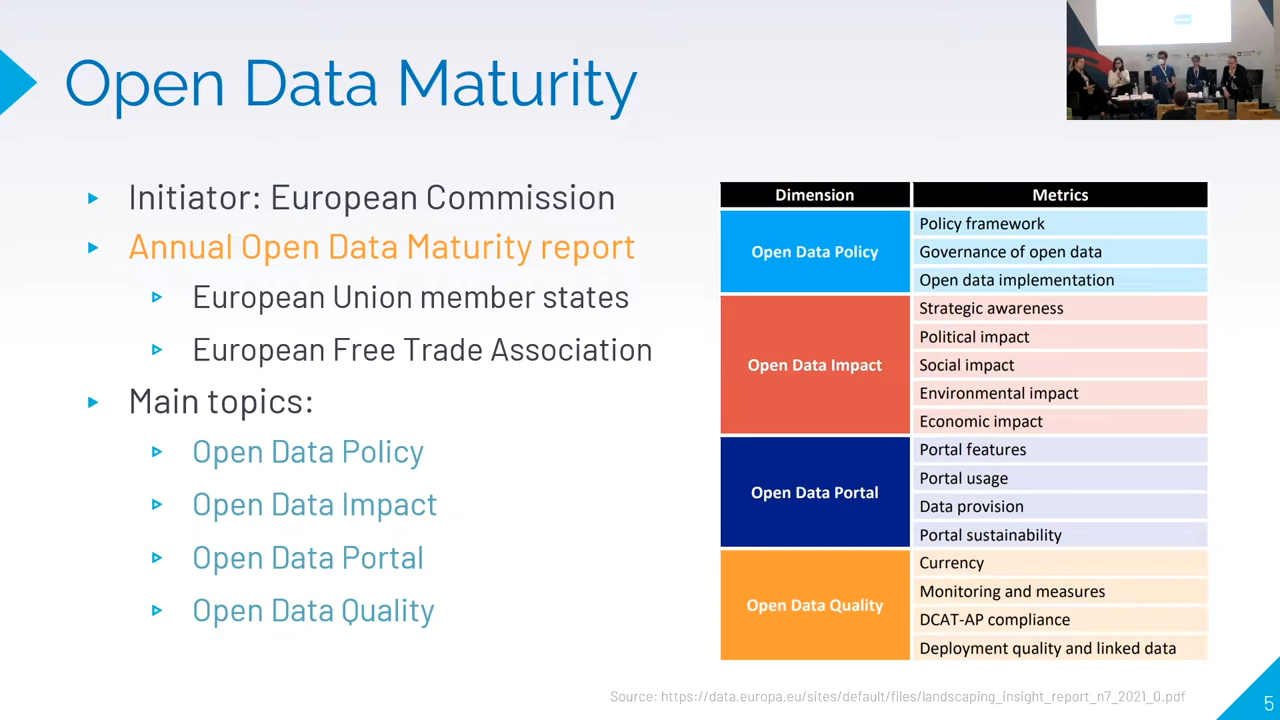 Open Data Maturity
Initiator: European Commission
Annual Open Data Maturity report
European Union member states
European Free Trade Association
Main topics:
Open Data Policy
Open Data Impact
Open Data Portal
Open Data Quality
Dimension Metrics
Open Data Policy
Policy framework
Governance of open data
Open data implementation
Open Data Impact
Strategic awareness
Political impact
Social impact
Environmental impact
Economic impact
Open Data Portal
Portal features
Portal usage
Data provision
Portal sustainability
Open Data Quality
Currency
Monitoring and measures
DCAT-AP compliance
Deployment quality and linked data
Source: https://data.europa.eu/sites/default/files/landscaping_insight_report_n7_2021_0.pdf
5